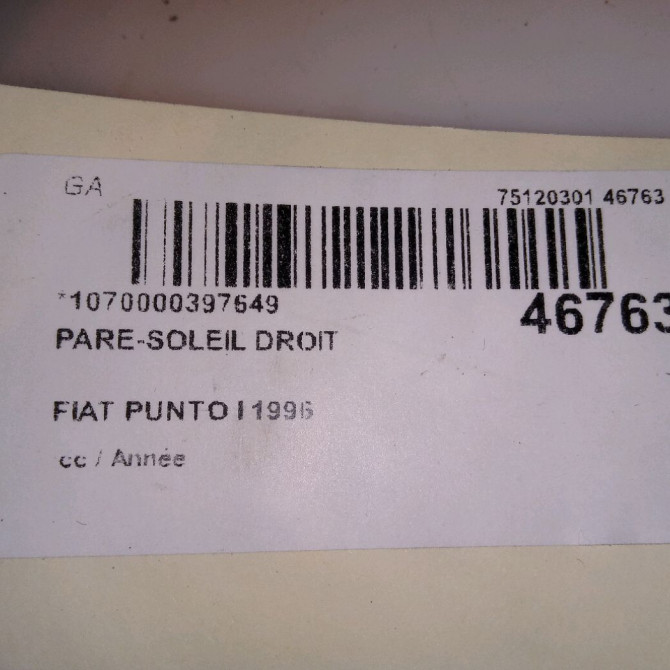 GA
75120301 46763
*1070000397649
46763
PARE-SOLEIL DROIT
FIAT PUNTO I 1996
cc / Année